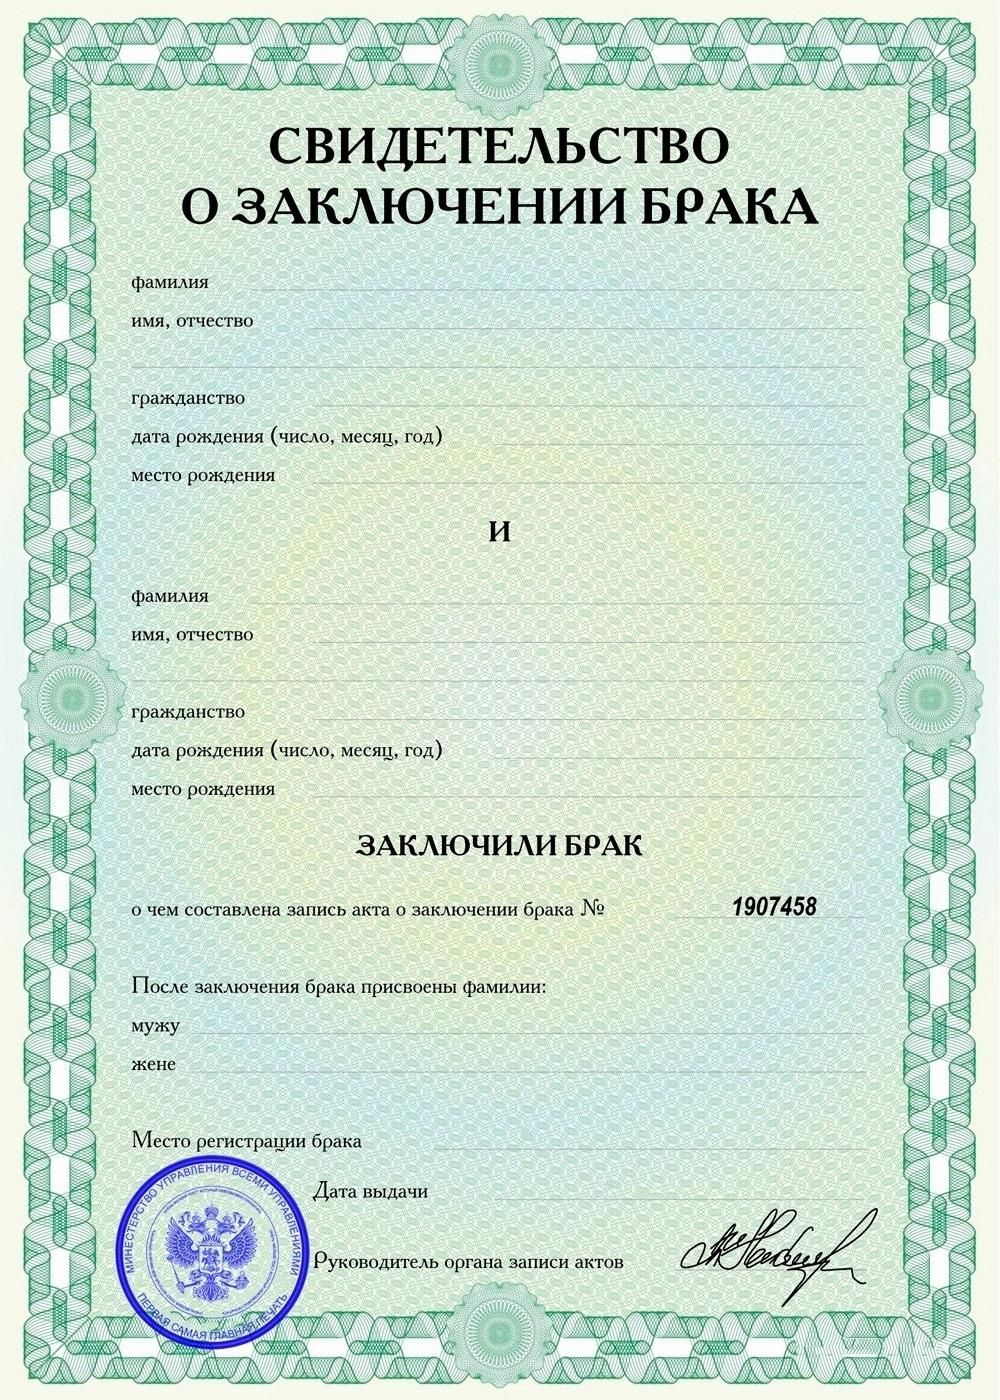 СВИДЕТЕЛЬСТВО
О ЗАКЛЮЧЕНИИ БРАКА
фамилия
имя, отчество
гражданство
дата рождения (число, месяц, год)
место рождения
И
фамилия
имя, отчество
гражданство
дата рождения (число, месяц, год)
место рождения
ЗАКЛЮЧИЛИ БРАК
о чем составлена запись акта о заключении брака № 1907458
После заключения брака присвоены фамилии:
мужу
жене
Место регистрации брака
МИНИСТЕРСТВО УПРАВЛЕНИЯ ВСЕМИ УПРАВЛЕНИЯМИ
ПЕРВАЯ САМАЯ ГЛАВНАЯ ПЕЧАТЬ
Дата выдачи
Руководитель органа записи актов